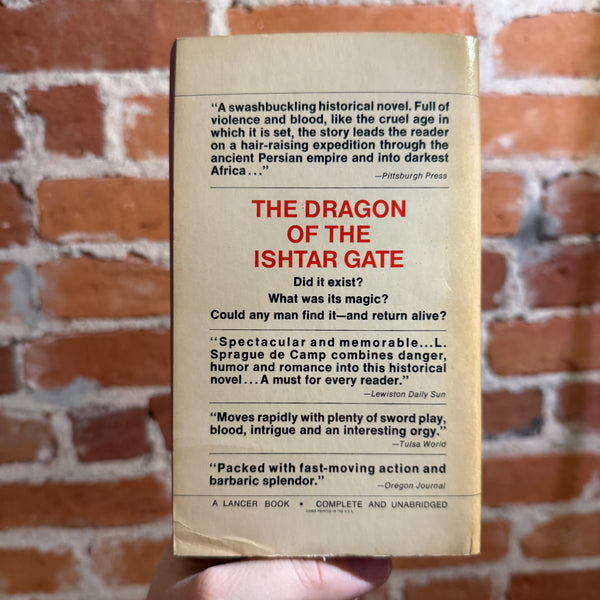 "A swashbuckling historical novel. Full of
violence and blood, like the cruel age in
which it is set, the story leads the reader
on a hair-raising expedition through the
ancient Persian empire and into darkest
Africa..."
—Pittsburgh Press
THE DRAGON
OF THE
ISHTAR GATE
Did it exist?
What was its magic?
Could any man find it—and return alive?
"Spectacular and memorable...L.
Sprague de Camp combines danger,
humor and romance into this historical
novel...A must for every reader."
—Lewiston Daily Sun
"Moves rapidly with plenty of sword play,
blood, intrigue and an interesting orgy."
—Tulsa World
"Packed with fast-moving action and
barbaric splendor."
—Oregon Journal
A LANCER BOOK • COMPLETE AND UNABRIDGED
PRINTED IN THE U.S.A.